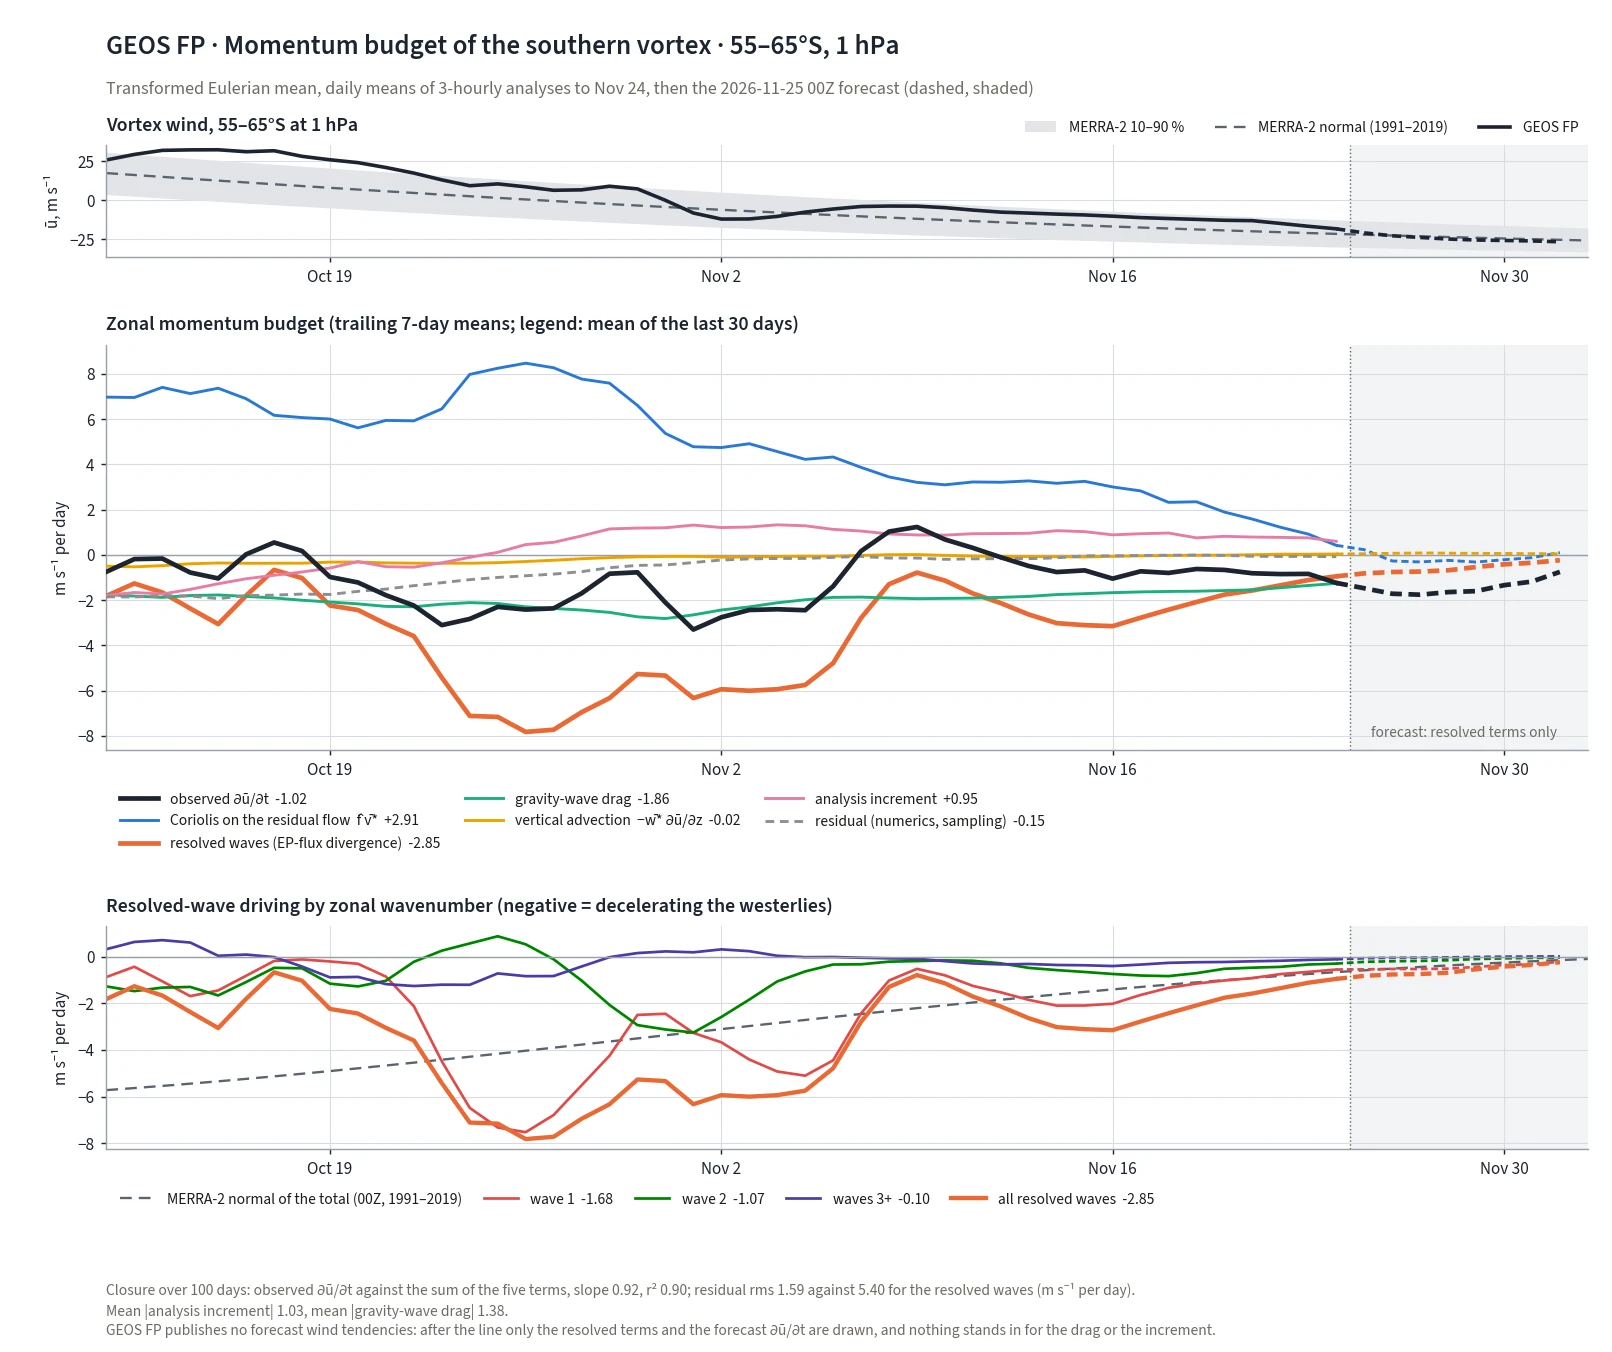 GEOS FP · Momentum budget of the southern vortex · 55–65°S, 1 hPa
Transformed Eulerian mean, daily means of 3-hourly analyses to Nov 24, then the 2026-11-25 00Z forecast (dashed, shaded)
Vortex wind, 55–65°S at 1 hPa
MERRA-2 10–90 %
MERRA-2 normal (1991–2019)
GEOS FP
ū, m s⁻¹
25
0
−25
Oct 19
Nov 2
Nov 16
Nov 30
Zonal momentum budget (trailing 7-day means; legend: mean of the last 30 days)
m s⁻¹ per day
8
6
4
2
0
−2
−4
−6
−8
forecast: resolved terms only
Oct 19
Nov 2
Nov 16
Nov 30
observed ∂ū/∂t -1.02
gravity-wave drag -1.86
analysis increment +0.95
Coriolis on the residual flow f v̄* +2.91
vertical advection −w̄* ∂ū/∂z -0.02
residual (numerics, sampling) -0.15
resolved waves (EP-flux divergence) -2.85
Resolved-wave driving by zonal wavenumber (negative = decelerating the westerlies)
m s⁻¹ per day
0
−2
−4
−6
−8
Oct 19
Nov 2
Nov 16
Nov 30
MERRA-2 normal of the total (00Z, 1991–2019)
wave 1 -1.68
wave 2 -1.07
waves 3+ -0.10
all resolved waves -2.85
Closure over 100 days: observed ∂ū/∂t against the sum of the five terms, slope 0.92, r² 0.90; residual rms 1.59 against 5.40 for the resolved waves (m s⁻¹ per day).
Mean |analysis increment| 1.03, mean |gravity-wave drag| 1.38.
GEOS FP publishes no forecast wind tendencies: after the line only the resolved terms and the forecast ∂ū/∂t are drawn, and nothing stands in for the drag or the increment.